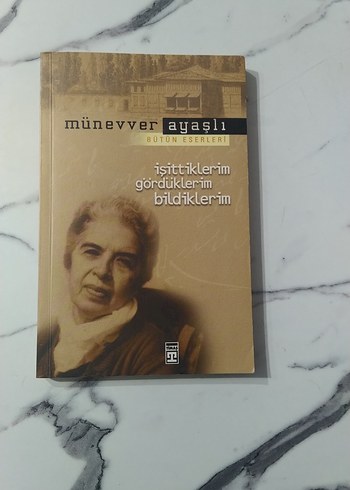 münevver ayaşlı
BÜTÜN ESERLERİ
işittiklerim
gördüklerim
bildiklerim